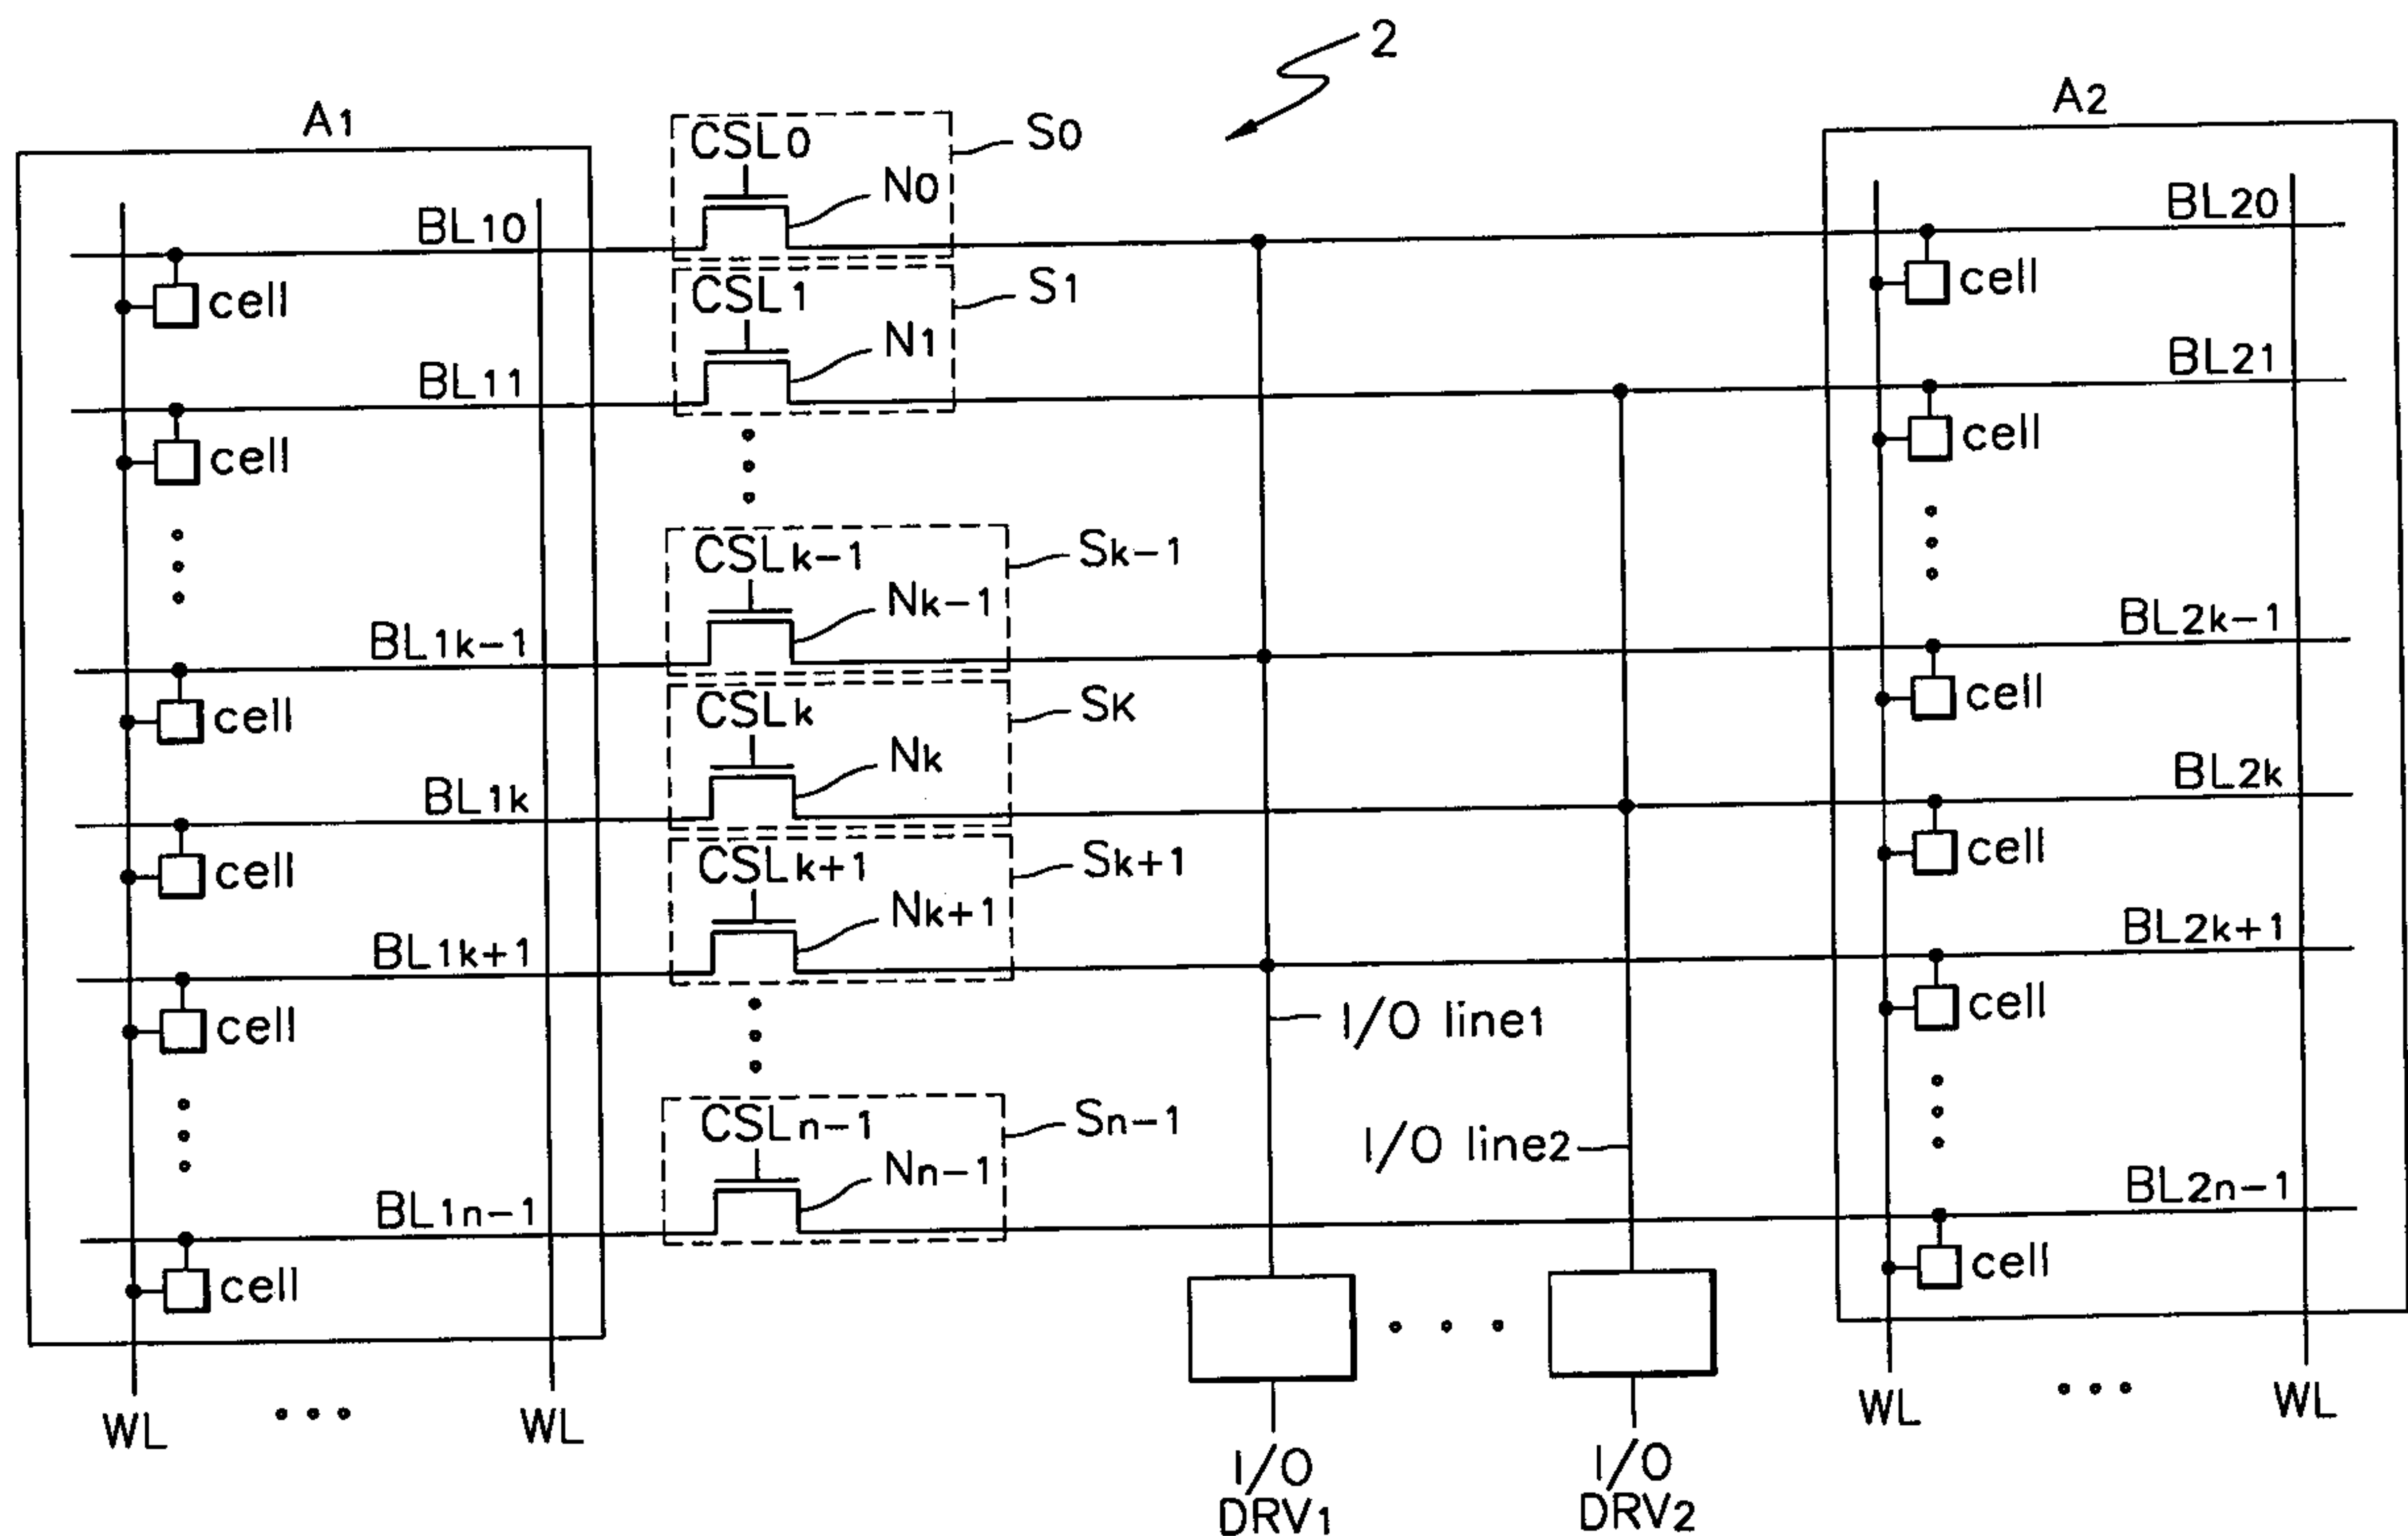 2
A1
A2
CSL0
S0
N0
BL10
BL20
cell
cell
CSL1
S1
N1
BL11
BL21
cell
cell
CSLk-1
Sk-1
Nk-1
BL1k-1
BL2k-1
cell
cell
CSLk
SK
Nk
BL1k
BL2k
cell
cell
CSLk+1
Sk+1
Nk+1
BL1k+1
BL2k+1
cell
cell
I/O line1
CSLn-1
Sn-1
I/O line2
Nn-1
BL1n-1
BL2n-1
cell
cell
WL
WL
WL
WL
I/O
DRV1
I/O
DRV2